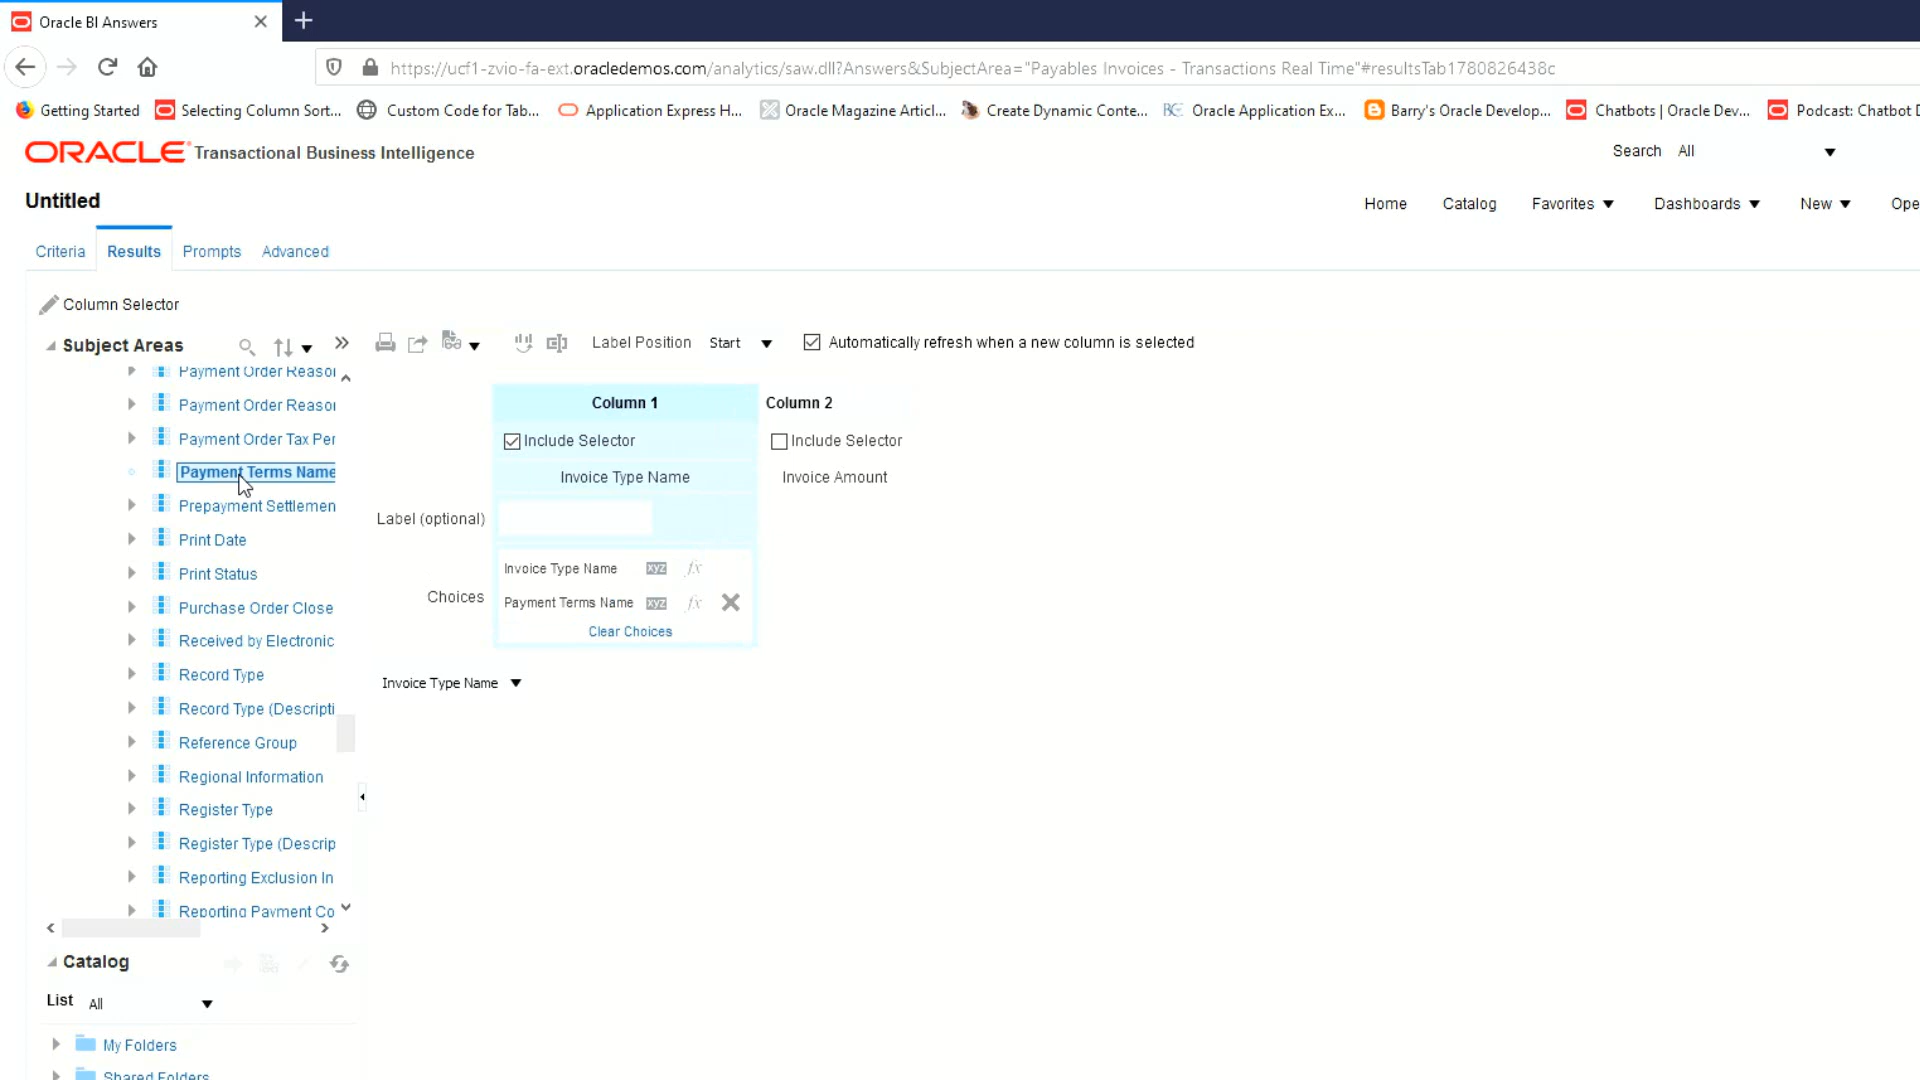 Oracle BI Answers
https://ucf1-zvio-fa-ext.oracledemos.com/analytics/saw.dll?Answers&SubjectArea="Payables Invoices - Transactions Real Time"#resultsTab1780826438c
Getting Started Selecting Column Sort... Custom Code for Tab... Application Express H... Oracle Magazine Articl... Create Dynamic Conte... Oracle Application Ex... Barry's Oracle Develop... Chatbots | Oracle Dev... Podcast: Chatbot D
ORACLE Transactional Business Intelligence
Search All
Untitled
Home Catalog Favorites Dashboards New Ope
Criteria Results Prompts Advanced
Column Selector
Subject Areas
Label Position Start Automatically refresh when a new column is selected
Payment Order Reason
Payment Order Reason
Payment Order Tax Per
Payment Terms Name
Prepayment Settlemen
Print Date
Print Status
Purchase Order Close
Received by Electronic
Record Type
Record Type (Descripti
Reference Group
Regional Information
Register Type
Register Type (Descrip
Reporting Exclusion In
Reporting Payment Co
Column 1 Column 2
Include Selector Include Selector
Invoice Type Name Invoice Amount
Label (optional)
Choices
Invoice Type Name xyz fx
Payment Terms Name xyz fx
Clear Choices
Invoice Type Name
Catalog
List All
My Folders
Shared Folders